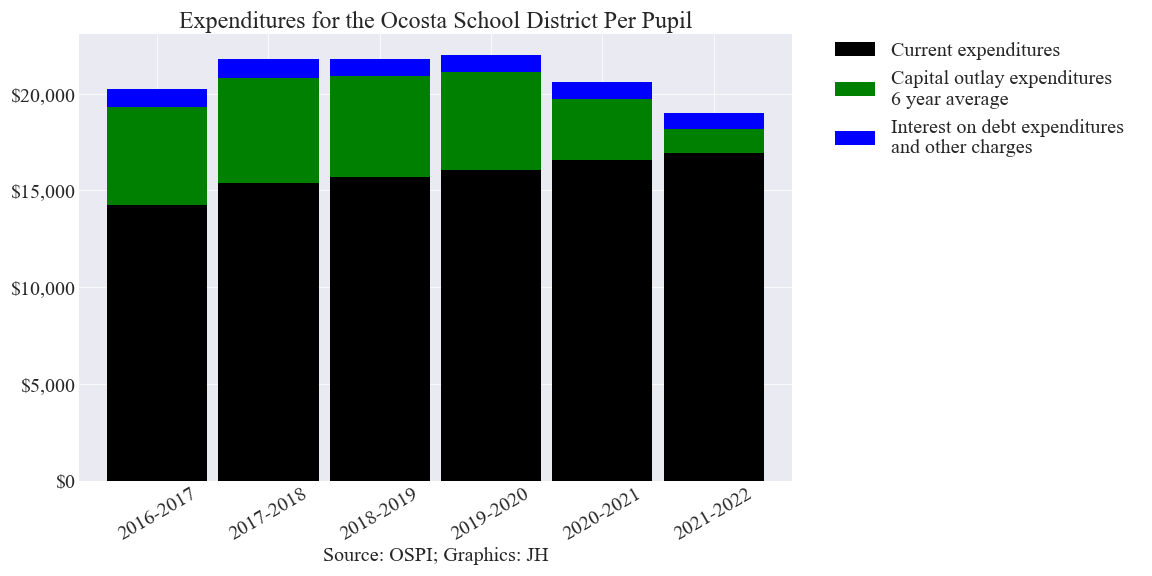 Expenditures for the Ocosta School District Per Pupil
$20,000
$15,000
$10,000
$5,000
$0
2016-2017
2017-2018
2018-2019
2019-2020
2020-2021
2021-2022
Source: OSPI; Graphics: JH
Current expenditures
Capital outlay expenditures
6 year average
Interest on debt expenditures
and other charges